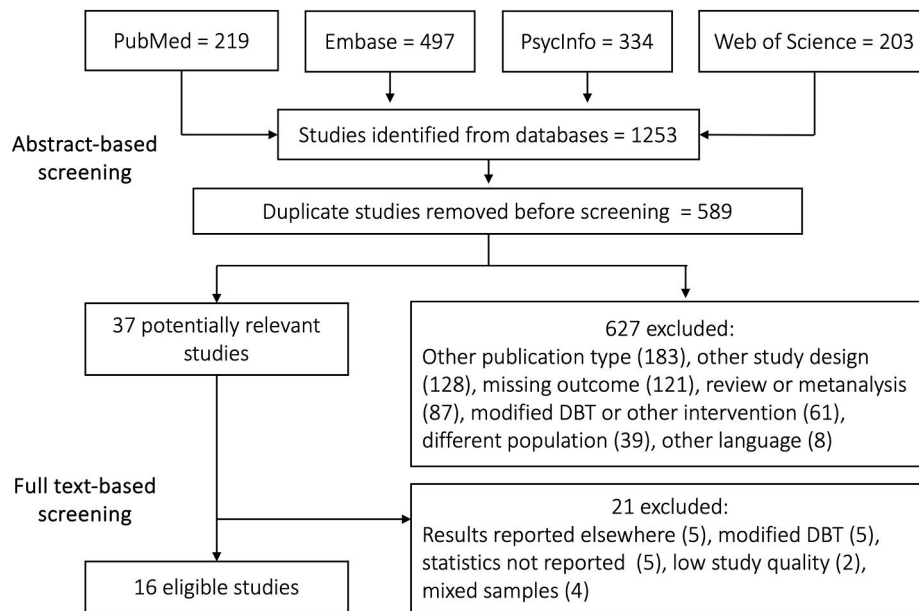 PubMed = 219
Embase = 497
PsycInfo = 334
Web of Science = 203
Studies identified from databases = 1253
Abstract-based
screening
Duplicate studies removed before screening  = 589
37 potentially relevant
studies
627 excluded:
Other publication type (183), other study design
(128), missing outcome (121), review or metanalysis
(87), modified DBT or other intervention (61),
different population (39), other language (8)
Full text-based
screening
21 excluded:
Results reported elsewhere (5), modified DBT (5),
statistics not reported  (5), low study quality (2),
mixed samples (4)
16 eligible studies